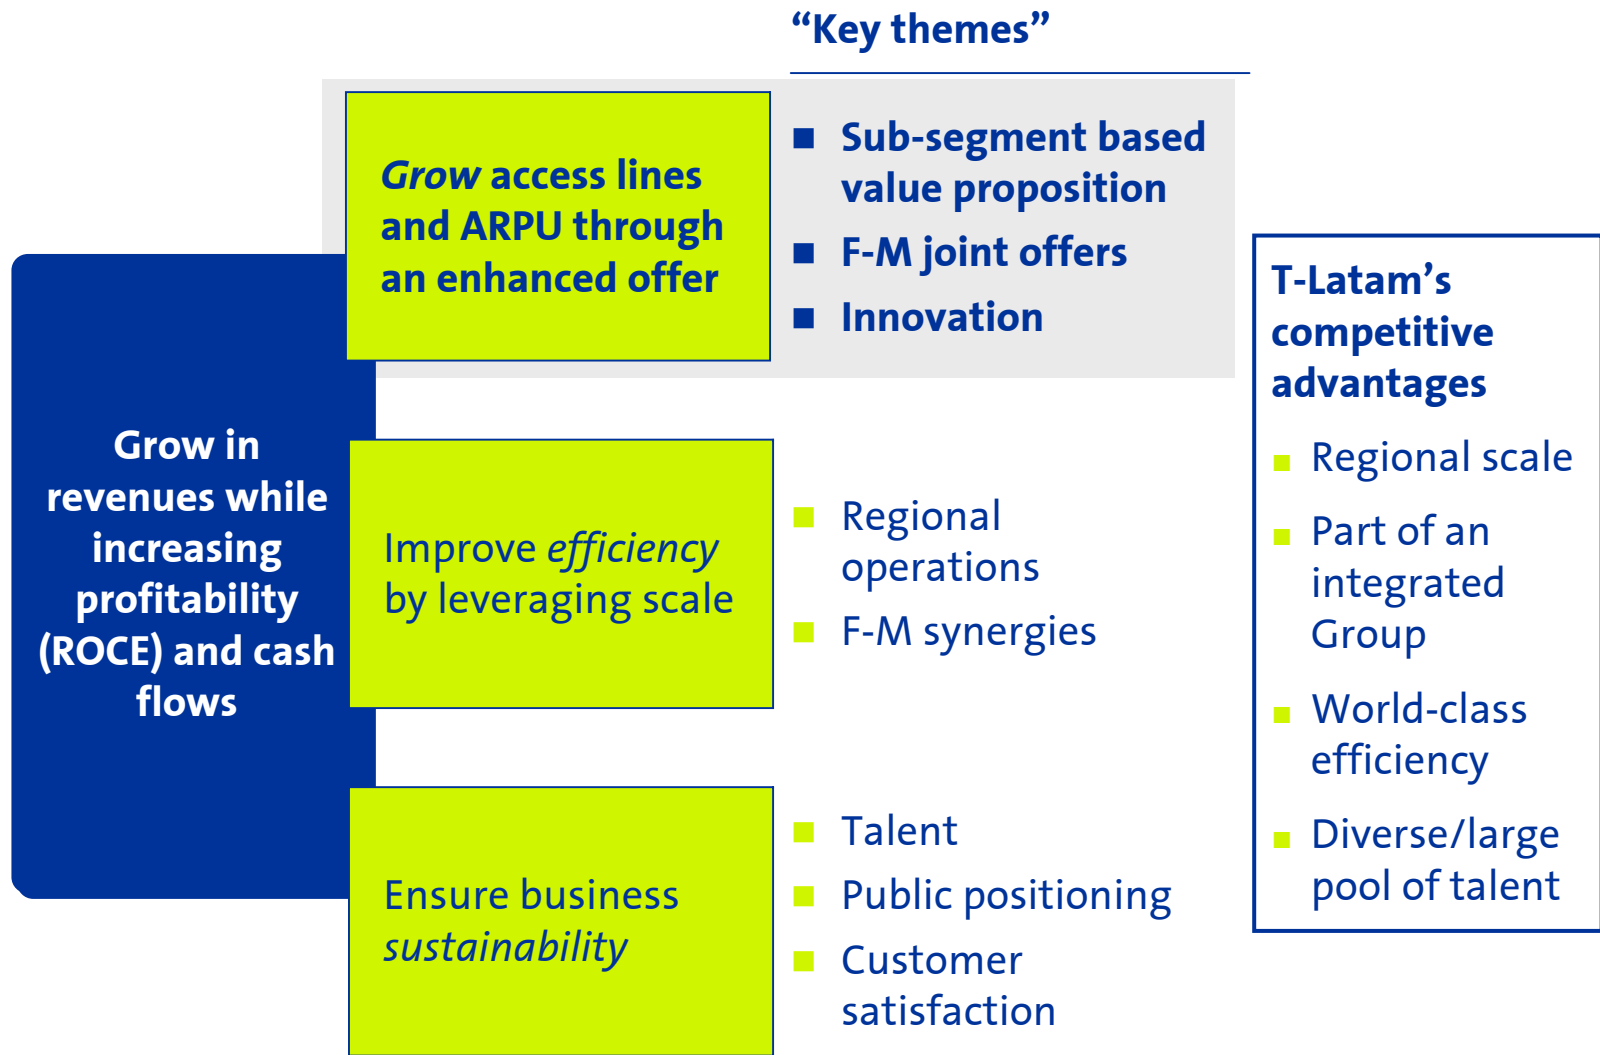 “Key themes”
Grow access lines
and ARPU through
an enhanced offer
Sub-segment based
value proposition
F-M joint offers
Innovation
Grow in
revenues while
increasing
profitability
(ROCE) and cash
flows
Improve efficiency
by leveraging scale
Regional
operations
F-M synergies
Ensure business
sustainability
Talent
Public positioning
Customer
satisfaction
T-Latam’s
competitive
advantages
Regional scale
Part of an
integrated
Group
World-class
efficiency
Diverse/large
pool of talent